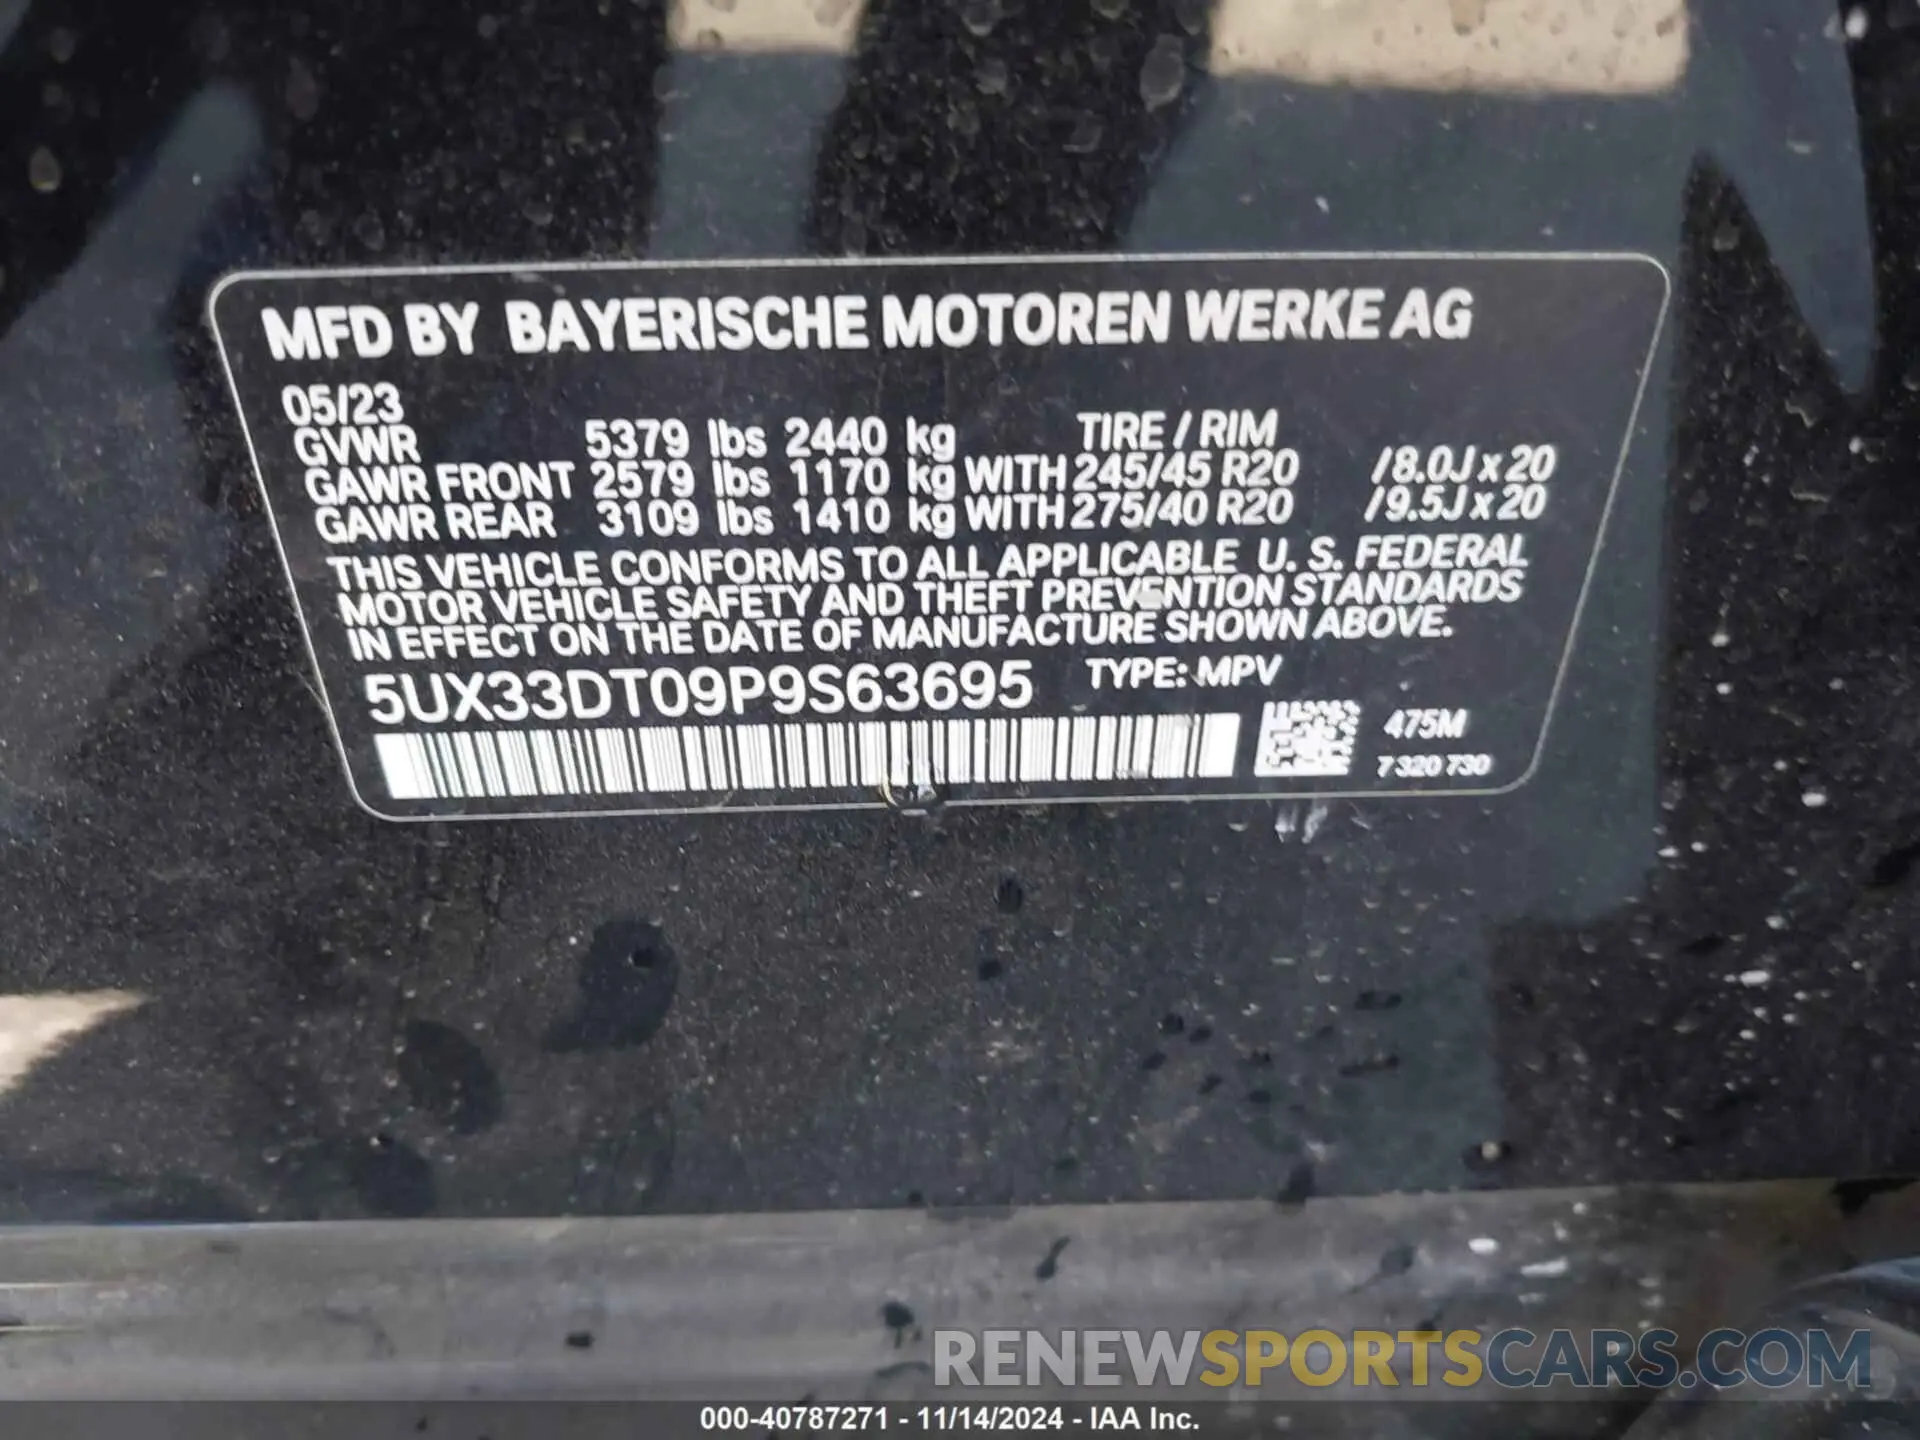 MFD BY BAYERISCHE MOTOREN WERKE AG
05/23
GVWR 5379 lbs 2440 kg TIRE / RIM
GAWR FRONT 2579 lbs 1170 kg WITH 245/45 R20 /8.0J x 20
GAWR REAR 3109 lbs 1410 kg WITH 275/40 R20 /9.5J x 20
THIS VEHICLE CONFORMS TO ALL APPLICABLE U. S. FEDERAL
MOTOR VEHICLE SAFETY AND THEFT PREVENTION STANDARDS
IN EFFECT ON THE DATE OF MANUFACTURE SHOWN ABOVE.
5UX33DT09P9S63695 TYPE: MPV
475M
7 320 730
RENEWSPORTSCARS.COM
000-40787271 - 11/14/2024 - IAA Inc.